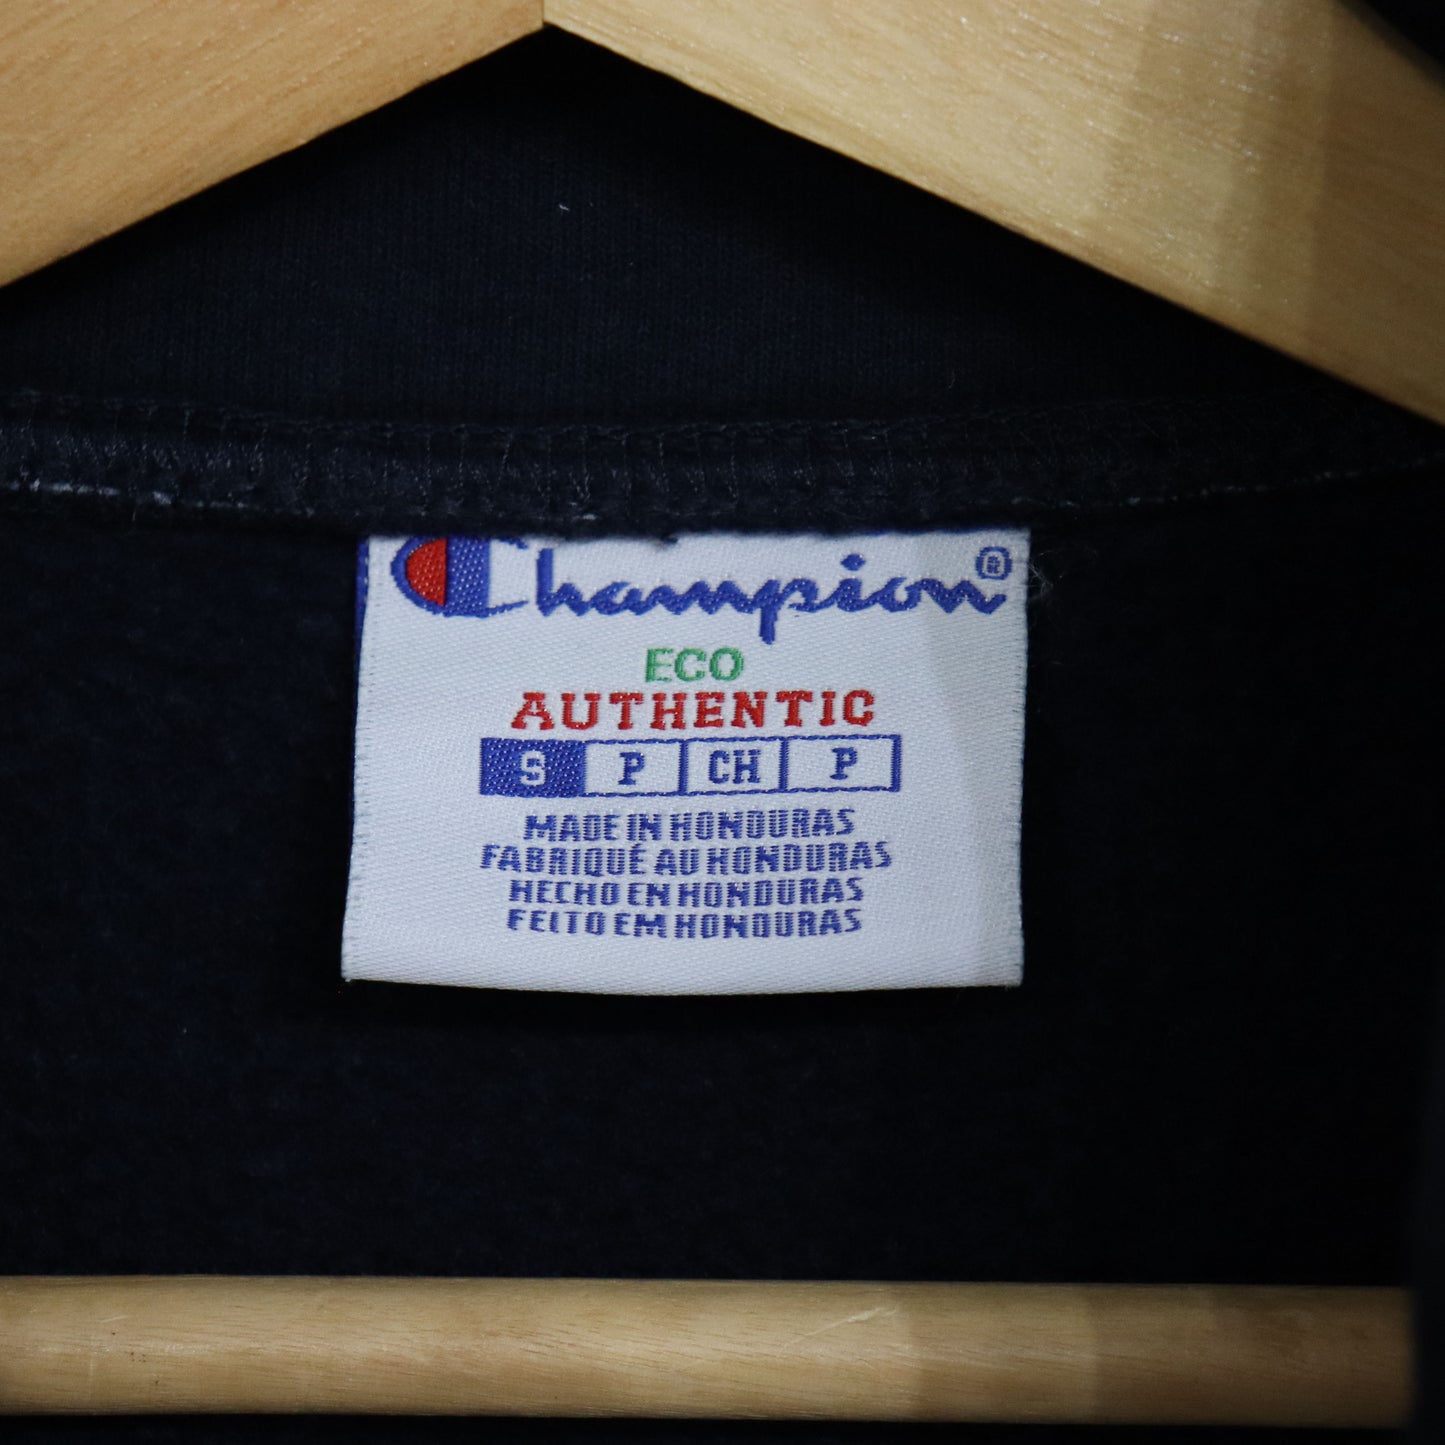 Champion®
ECO
AUTHENTIC
S P CH P
MADE IN HONDURAS
FABRIQUÉ AU HONDURAS
HECHO EN HONDURAS
FEITO EM HONDURAS